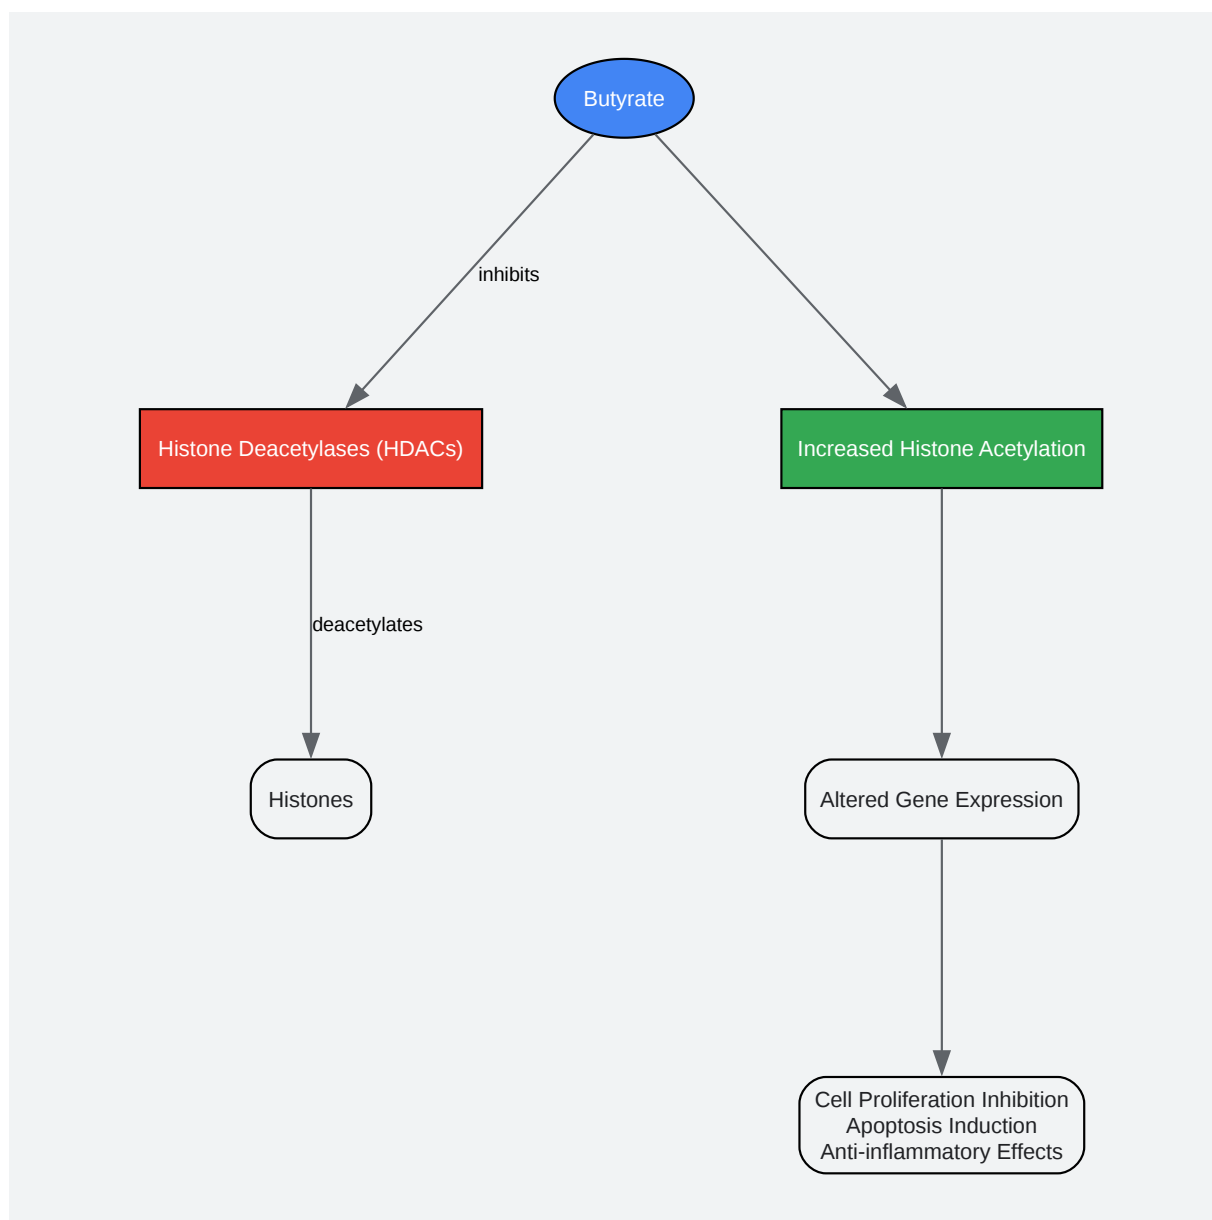 Butyrate
inhibits
Histone Deacetylases (HDACs)
Increased Histone Acetylation
deacetylates
Histones
Altered Gene Expression
Cell Proliferation Inhibition
Apoptosis Induction
Anti-inflammatory Effects